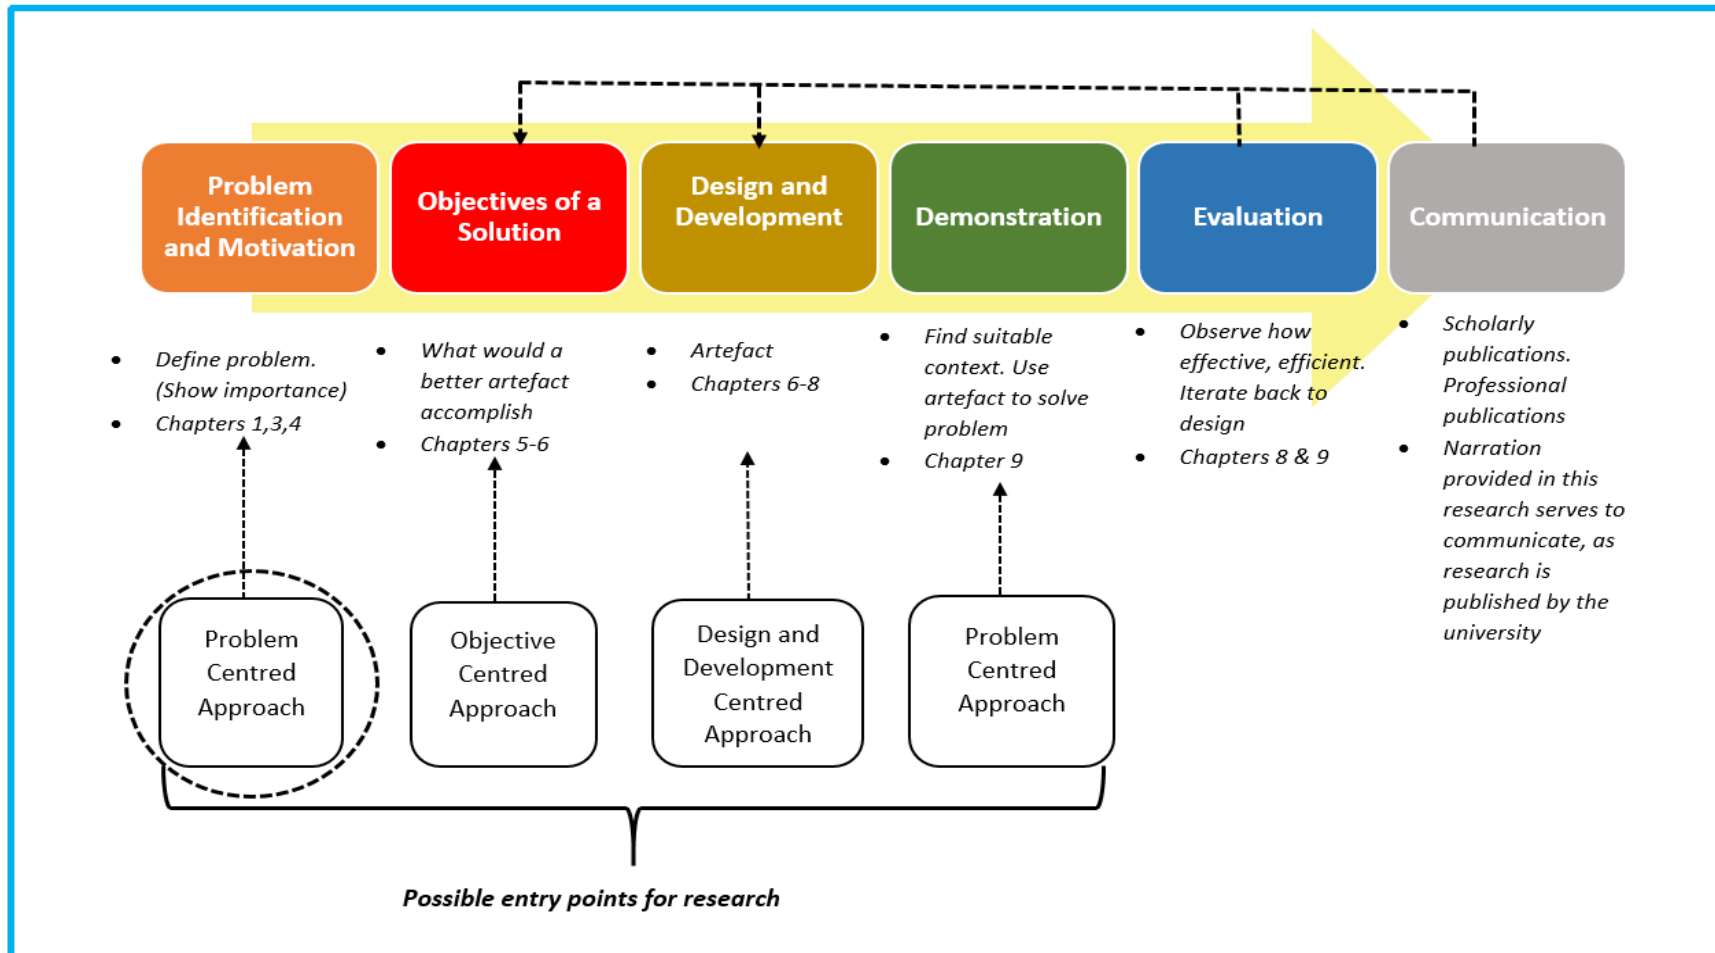 Problem
Identification
and Motivation
Objectives of a
Solution
Design and
Development
Demonstration
Evaluation
Communication
• Define problem.
(Show importance)
• Chapters 1,3,4
• What would a
better artefact
accomplish
• Chapters 5-6
• Artefact
• Chapters 6-8
• Find suitable
context. Use
artefact to solve
problem
• Chapter 9
• Observe how
effective, efficient.
Iterate back to
design
• Chapters 8 & 9
• Scholarly
publications.
Professional
publications
• Narration
provided in this
research serves to
communicate, as
research is
published by the
university
Problem
Centred
Approach
Objective
Centred
Approach
Design and
Development
Centred
Approach
Problem
Centred
Approach
Possible entry points for research